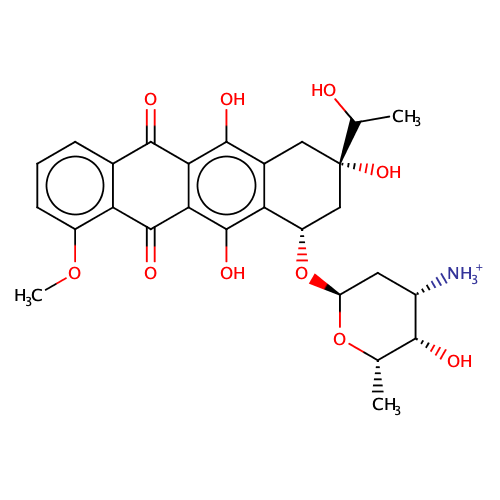 HO
O OH CH₃
OH
O OH O NH₃⁺
O O
H₃C OH
CH₃